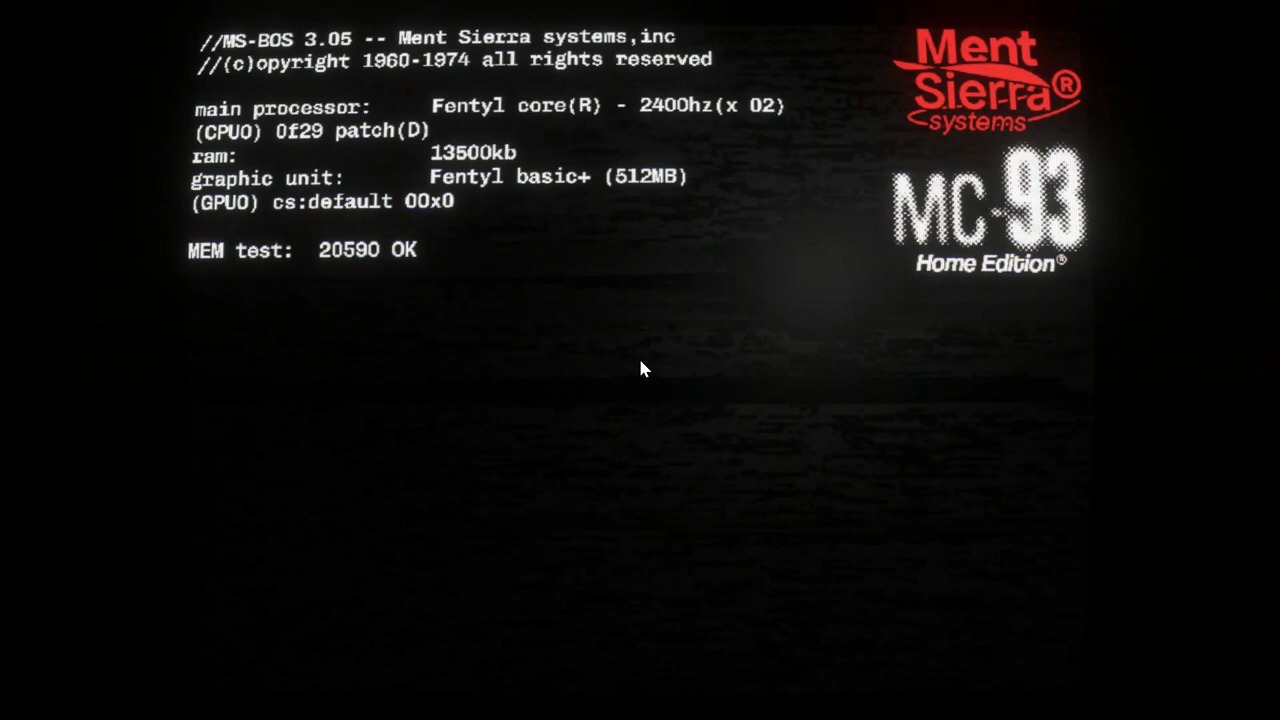 //MS-BOS 3.05 -- Ment Sierra systems,inc
//(c)opyright 1960-1974 all rights reserved
main processor: Fentyl core(R) - 2400hz(x 02)
(CPU0) 0f29 patch(D)
ram: 13500kb
graphic unit: Fentyl basic+ (512MB)
(GPU0) cs:default 00x0
MEM test: 20590 OK
Ment
Sierra®
systems
MC-93
Home Edition®